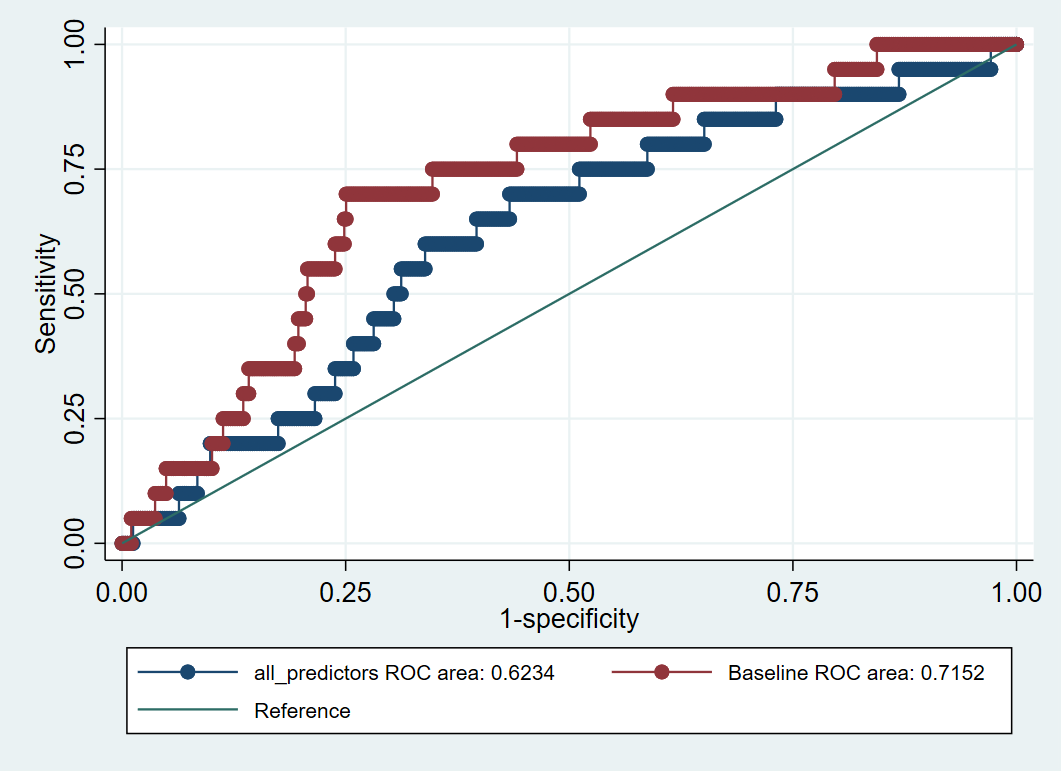 1.00
0.75
0.50
0.25
0.00
Sensitivity
0.00 0.25 0.50 0.75 1.00
1-specificity
all_predictors ROC area: 0.6234 Baseline ROC area: 0.7152
Reference